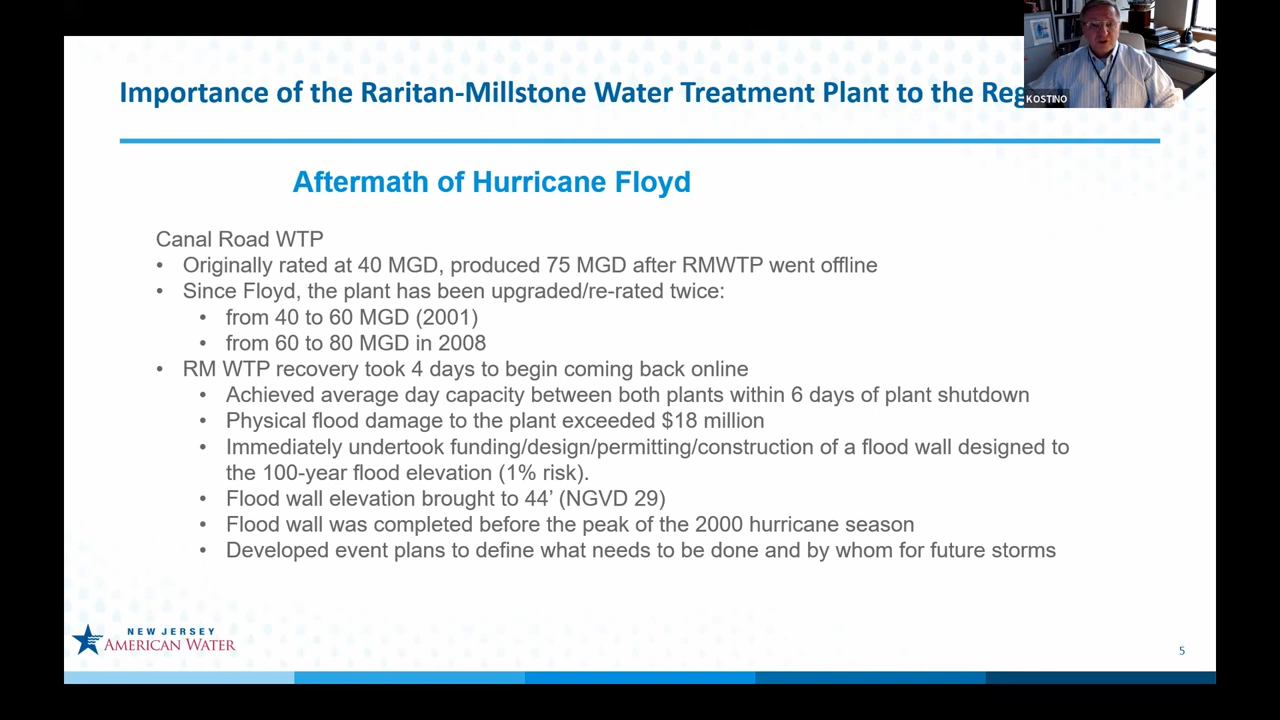 Importance of the Raritan-Millstone Water Treatment Plant to the Reg
KOSTINO
Aftermath of Hurricane Floyd
Canal Road WTP
• Originally rated at 40 MGD, produced 75 MGD after RMWTP went offline
• Since Floyd, the plant has been upgraded/re-rated twice:
• from 40 to 60 MGD (2001)
• from 60 to 80 MGD in 2008
• RM WTP recovery took 4 days to begin coming back online
• Achieved average day capacity between both plants within 6 days of plant shutdown
• Physical flood damage to the plant exceeded $18 million
• Immediately undertook funding/design/permitting/construction of a flood wall designed to
the 100-year flood elevation (1% risk).
• Flood wall elevation brought to 44’ (NGVD 29)
• Flood wall was completed before the peak of the 2000 hurricane season
• Developed event plans to define what needs to be done and by whom for future storms
NEW JERSEY
AMERICAN WATER
5